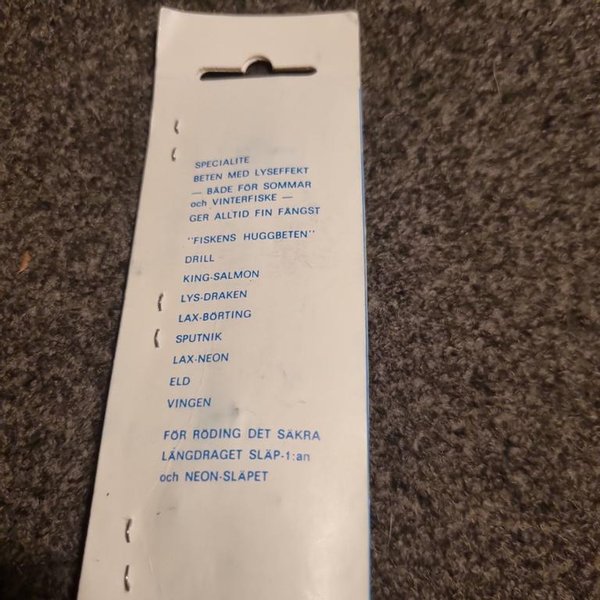 SPECIALITE
BETEN MED LYSEFFEKT
— BÅDE FÖR SOMMAR
och VINTERFISKE —
GER ALLTID FIN FÅNGST
"FISKENS HUGGBETEN"
DRILL
KING-SALMON
LYS-DRAKEN
LAX-BÖRTING
SPUTNIK
LAX-NEON
ELD
VINGEN
FÖR RÖDING DET SÄKRA
LÅNGDRAGET SLÄP-1:an
och NEON-SLÄPET